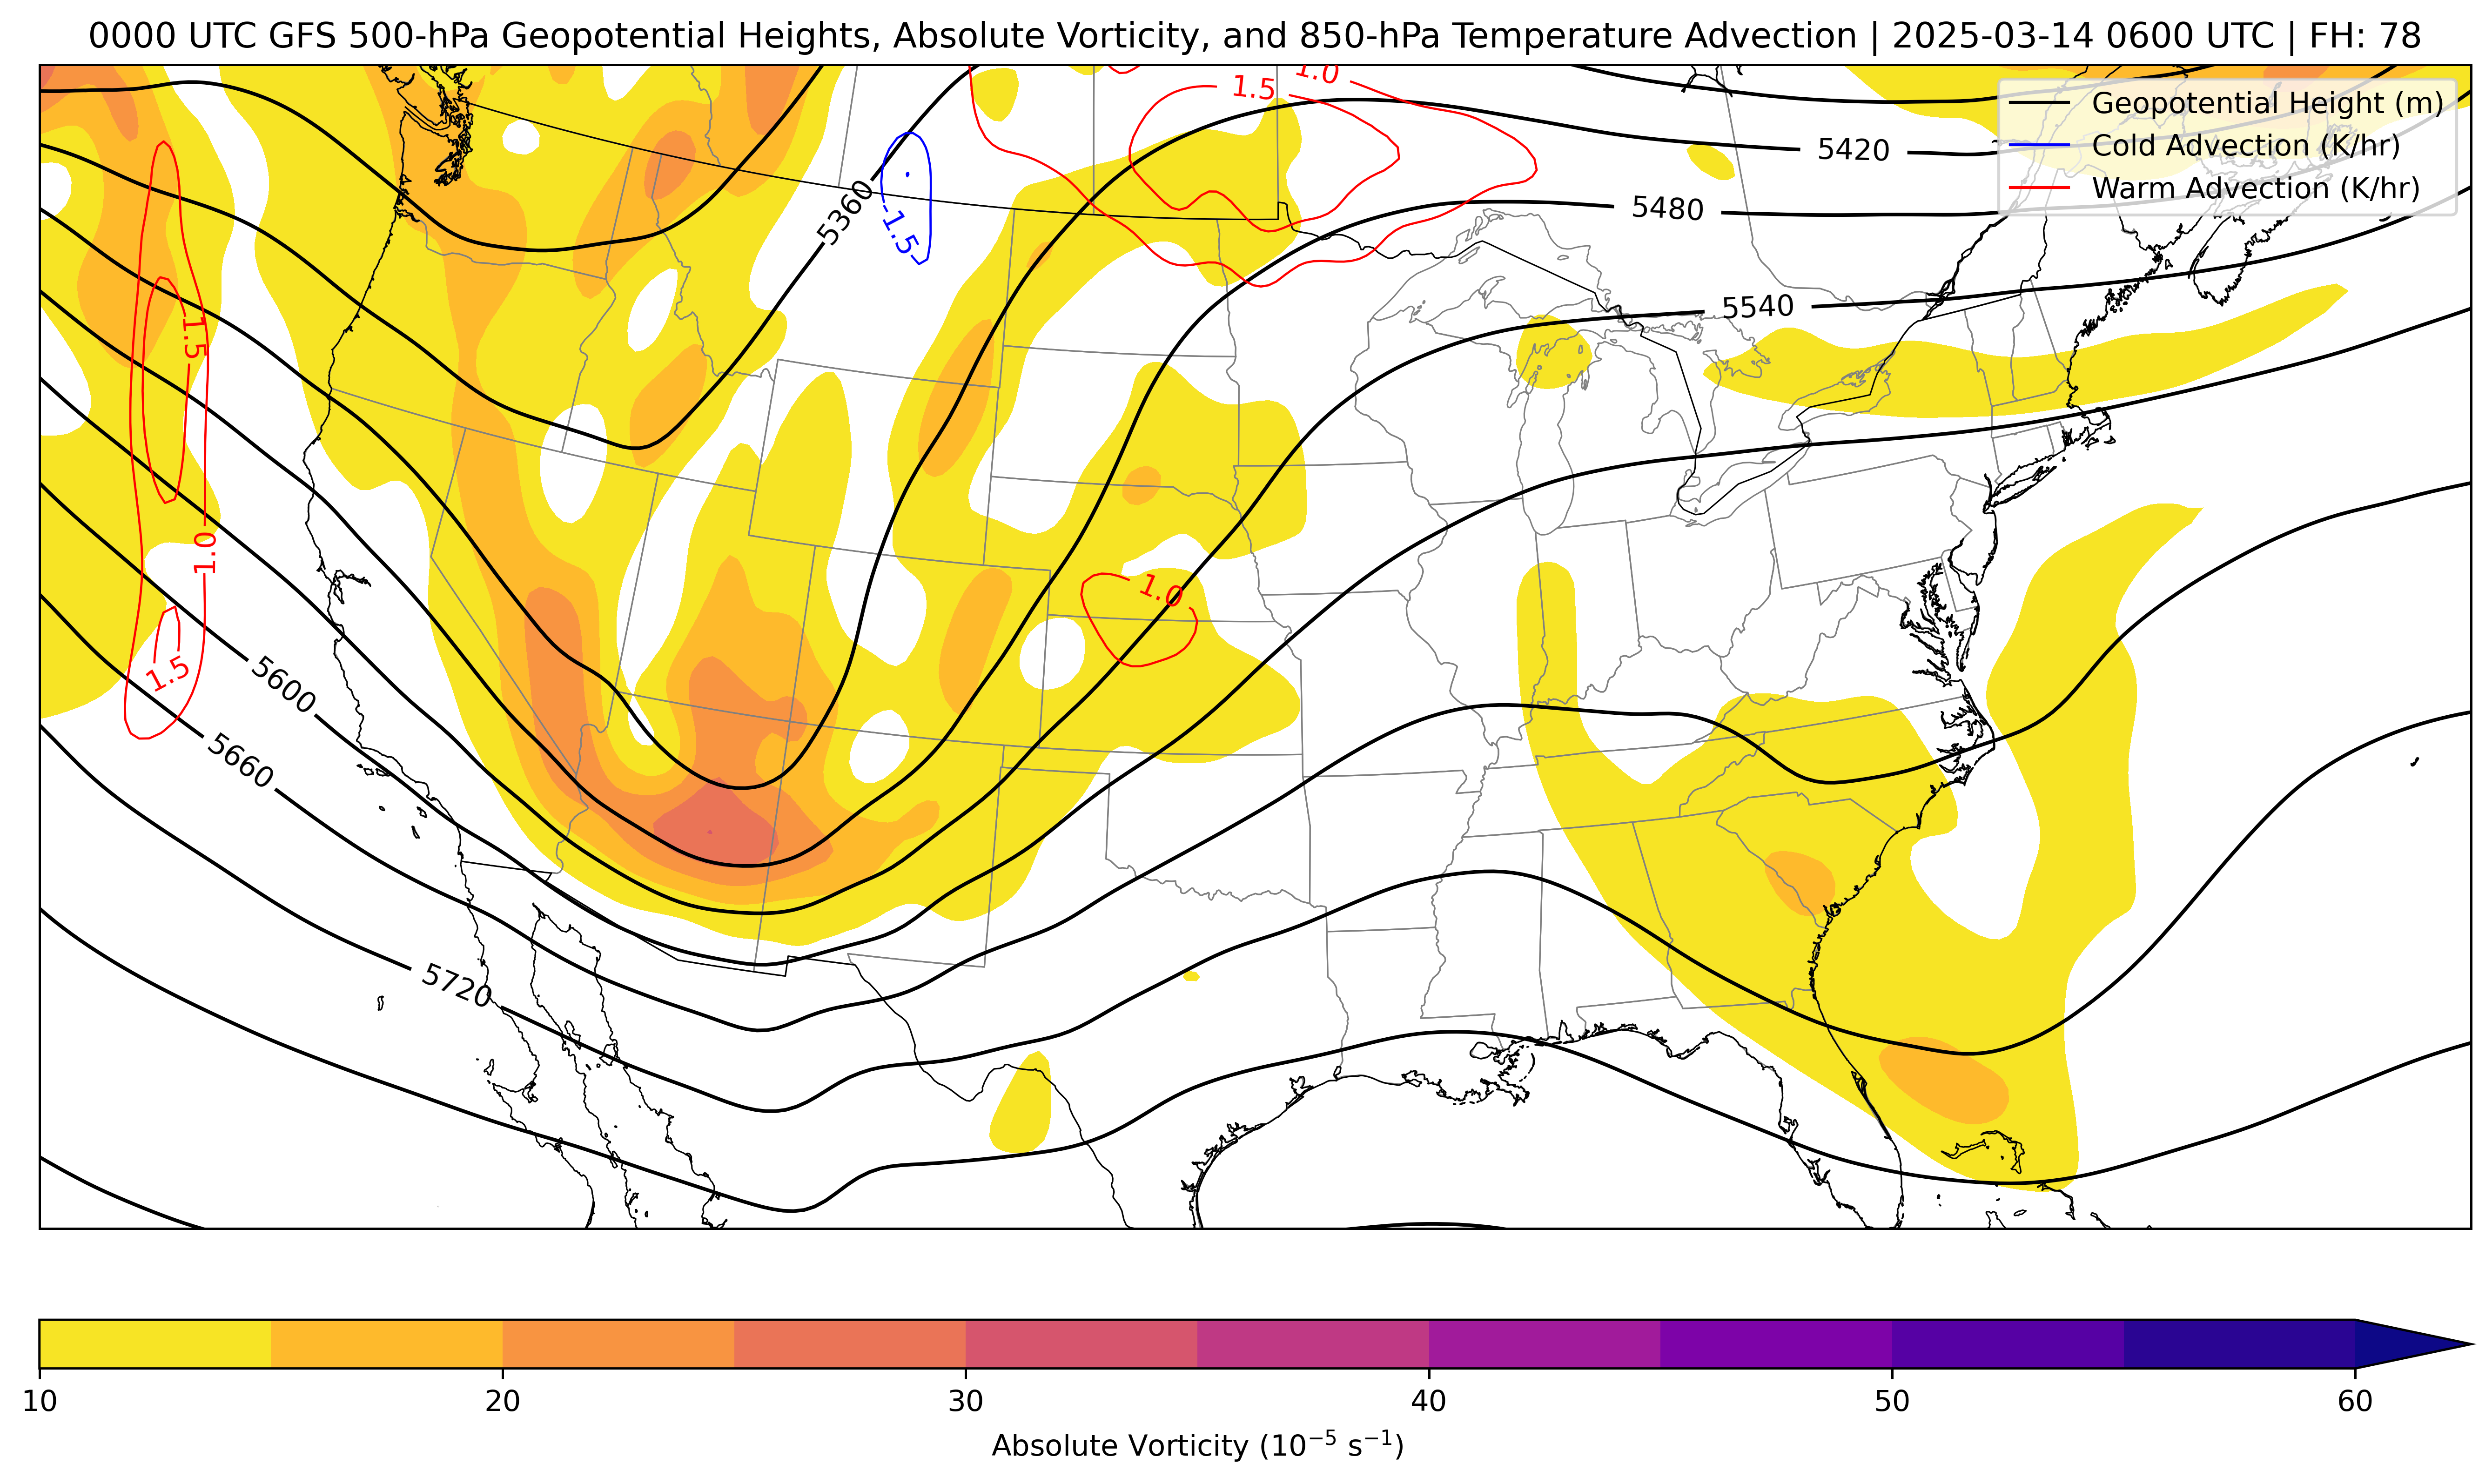 0000 UTC GFS 500-hPa Geopotential Heights, Absolute Vorticity, and 850-hPa Temperature Advection | 2025-03-14 0600 UTC | FH: 78
1.0
1.5
Geopotential Height (m)
Cold Advection (K/hr)
Warm Advection (K/hr)
5420
5360
5480
-1.5
5540
1.5
1.0
1.0
1.5
5600
5660
5720
10 20 30 40 50 60
Absolute Vorticity (10⁻⁵ s⁻¹)